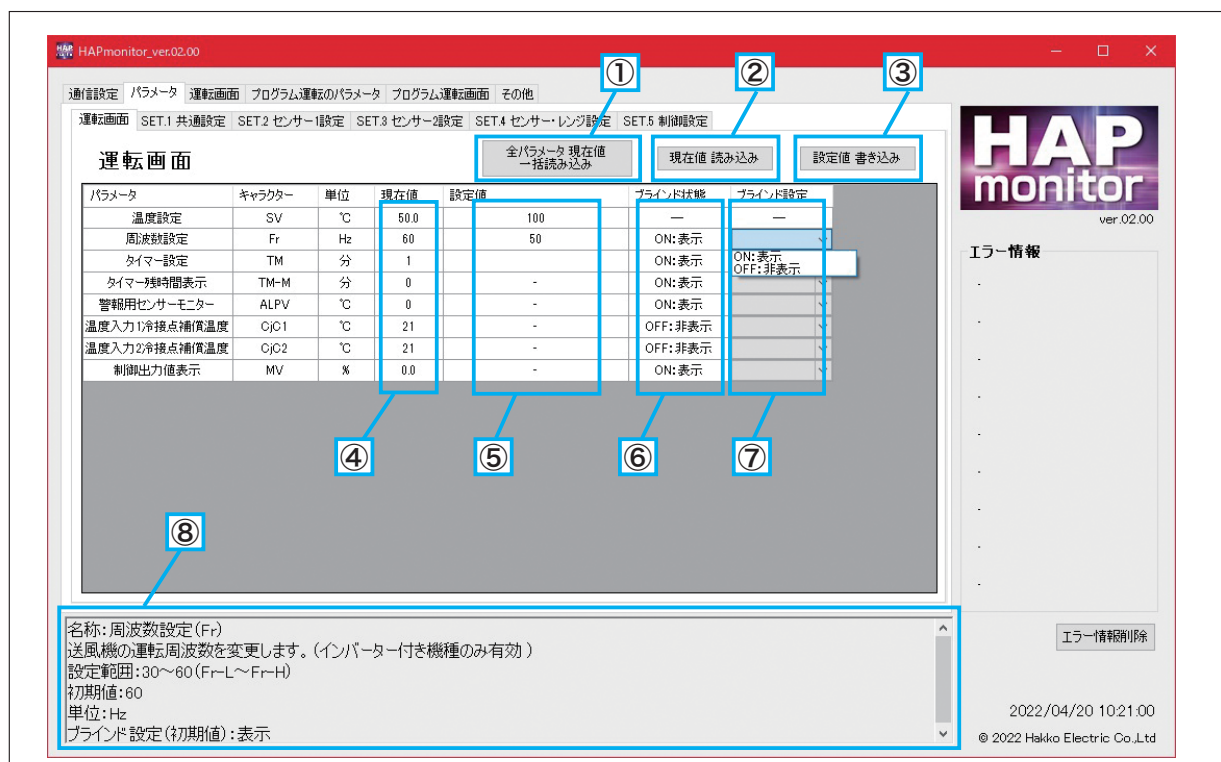 HAPmonitor_ver.02.00
① ② ③
通信設定 パラメータ 運転画面 プログラム運転のパラメータ プログラム運転画面 その他
運転画面 SET.1 共通設定 SET.2 センサー1設定 SET.3 センサー2設定 SET.4 センサー・レンジ設定 SET.5 制御設定
運転画面
全パラメータ 現在値
一括読み込み
現在値 読み込み
設定値 書き込み
パラメータ キャラクター 単位 現在値 設定値 ブラインド状態 ブラインド設定
温度設定 SV ℃ 50.0 100 — —
周波数設定 Fr Hz 60 50 ON:表示
タイマー設定 TM 分 1 ON:表示
ON:表示
OFF:非表示
タイマー残時間表示 TM-M 分 0 - ON:表示
警報用センサーモニター ALPV ℃ 0 - ON:表示
温度入力1冷接点補償温度 CjC1 ℃ 21 - OFF:非表示
温度入力2冷接点補償温度 CjC2 ℃ 21 - OFF:非表示
制御出力値表示 MV % 0.0 - ON:表示
④ ⑤ ⑥ ⑦
⑧
名称:周波数設定(Fr)
送風機の運転周波数を変更します。(インバーター付き機種のみ有効)
設定範囲:30～60(Fr-L～Fr-H)
初期値:60
単位:Hz
ブラインド設定(初期値):表示
HAP
monitor
ver.02.00
エラー情報
-
-
-
-
-
-
-
-
-
エラー情報削除
2022/04/20 10:21:00
© 2022 Hakko Electric Co.,Ltd